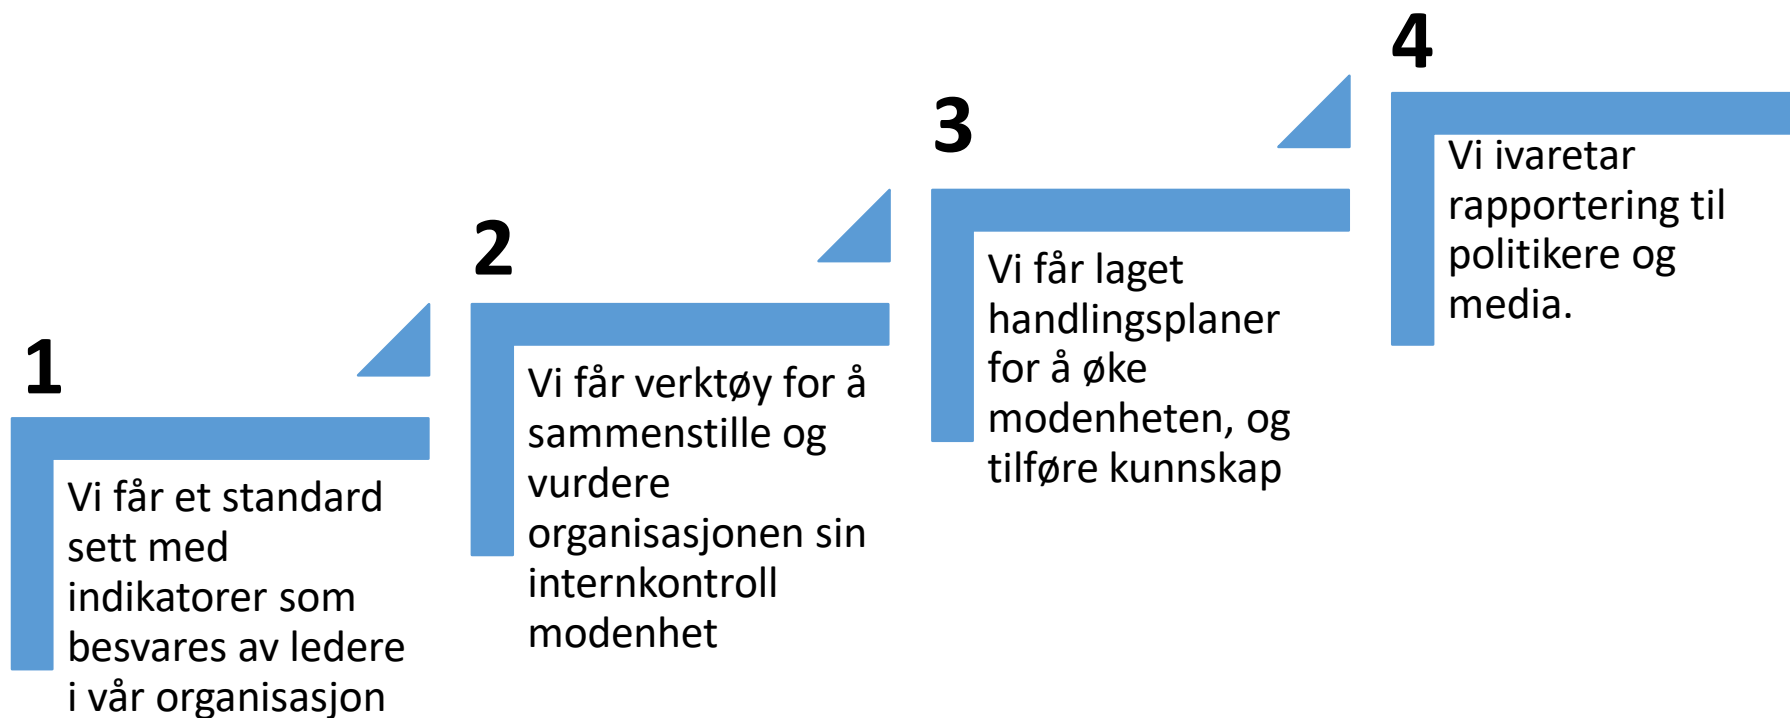 1
Vi får et standard
sett med
indikatorer som
besvares av ledere
i vår organisasjon
2
Vi får verktøy for å
sammenstille og
vurdere
organisasjonen sin
internkontroll
modenhet
3
Vi får laget
handlingsplaner
for å øke
modenheten, og
tilføre kunnskap
4
Vi ivaretar
rapportering til
politikere og
media.